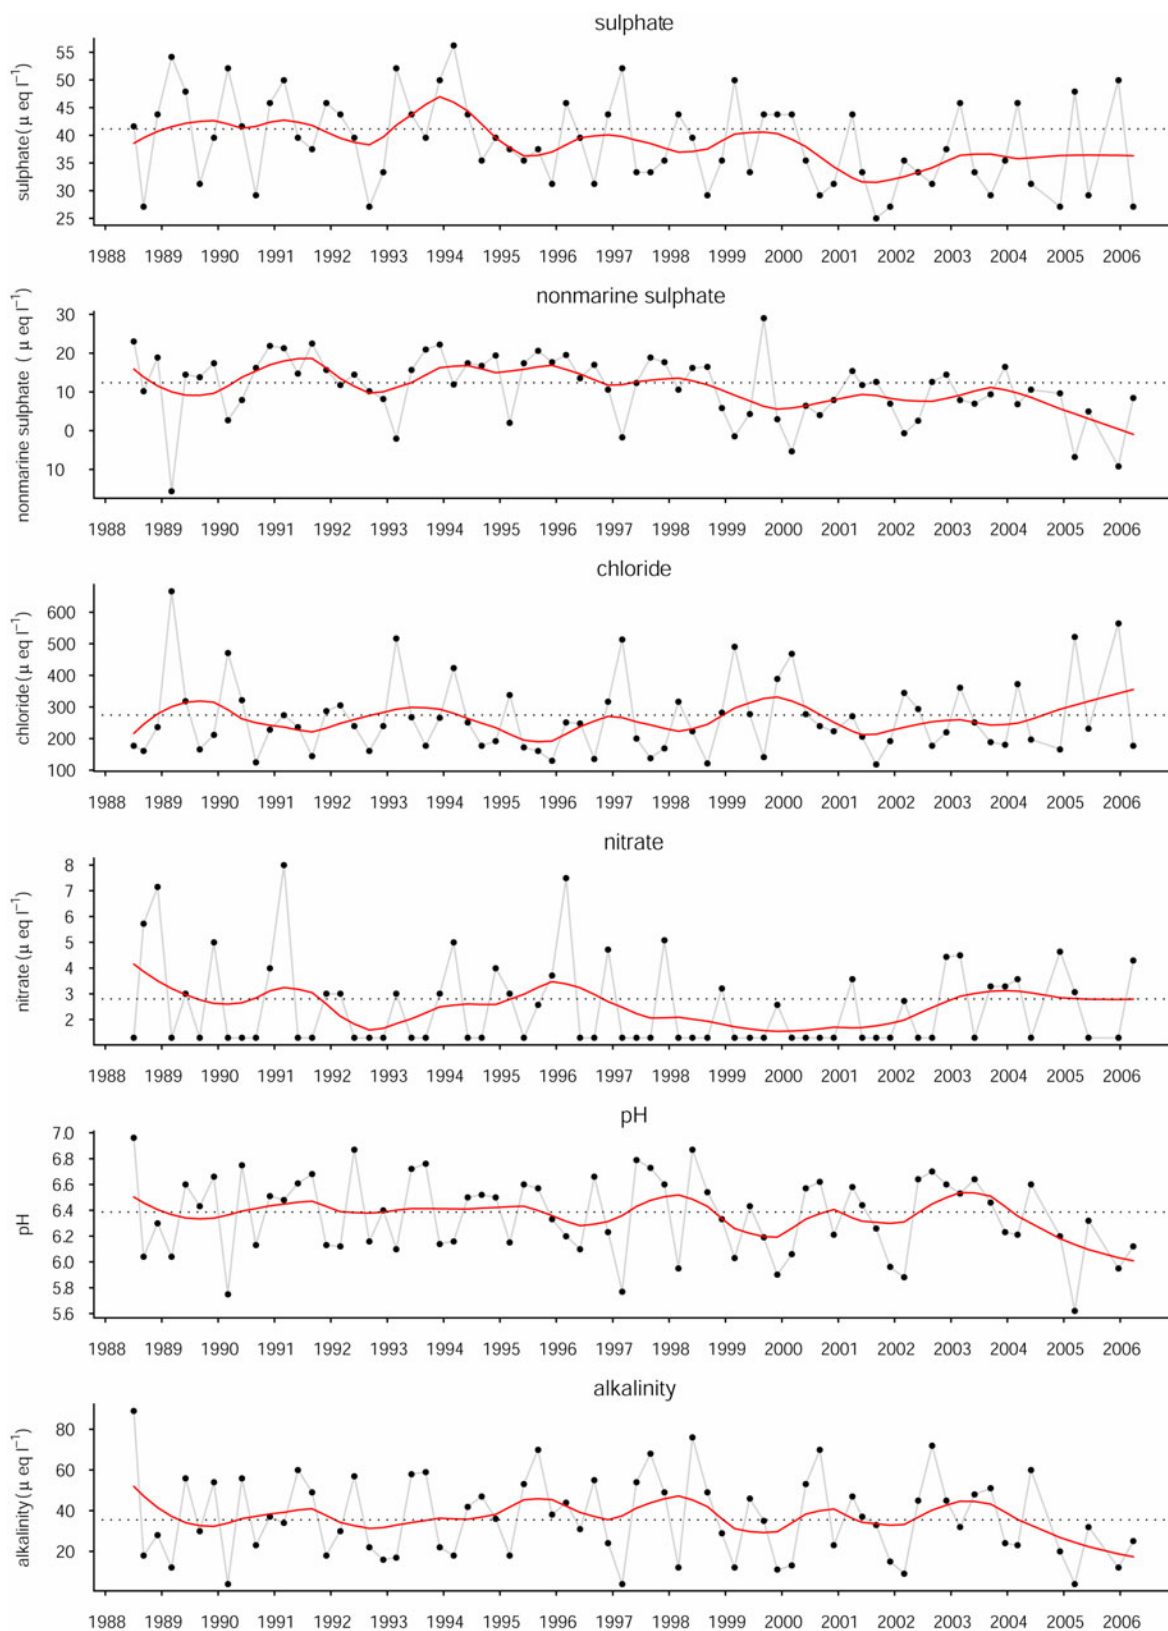 sulphate
sulphate (μ eq l⁻¹)
55
50
45
40
35
30
25
1988 1989 1990 1991 1992 1993 1994 1995 1996 1997 1998 1999 2000 2001 2002 2003 2004 2005 2006
nonmarine sulphate
nonmarine sulphate (μ eq l⁻¹)
30
20
10
0
10
1988 1989 1990 1991 1992 1993 1994 1995 1996 1997 1998 1999 2000 2001 2002 2003 2004 2005 2006
chloride
chloride (μ eq l⁻¹)
600
500
400
300
200
100
1988 1989 1990 1991 1992 1993 1994 1995 1996 1997 1998 1999 2000 2001 2002 2003 2004 2005 2006
nitrate
nitrate (μ eq l⁻¹)
8
7
6
5
4
3
2
1988 1989 1990 1991 1992 1993 1994 1995 1996 1997 1998 1999 2000 2001 2002 2003 2004 2005 2006
pH
pH
7.0
6.8
6.6
6.4
6.2
6.0
5.8
5.6
1988 1989 1990 1991 1992 1993 1994 1995 1996 1997 1998 1999 2000 2001 2002 2003 2004 2005 2006
alkalinity
alkalinity (μ eq l⁻¹)
80
60
40
20
1988 1989 1990 1991 1992 1993 1994 1995 1996 1997 1998 1999 2000 2001 2002 2003 2004 2005 2006